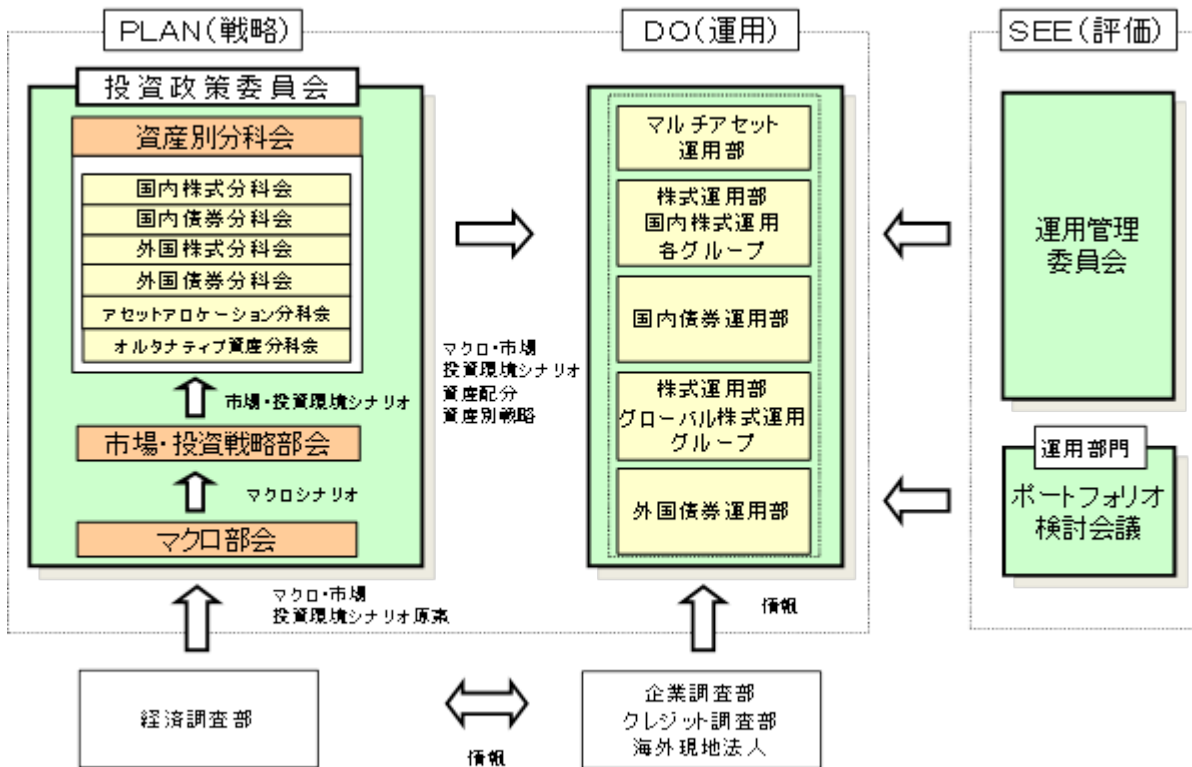 PLAN(戦略)
投資政策委員会
資産別分科会
国内株式分科会
国内債券分科会
外国株式分科会
外国債券分科会
アセットアロケーション分科会
オルタナティブ資産分科会
市場・投資環境シナリオ
市場・投資戦略部会
マクロシナリオ
マクロ部会
マクロ・市場
投資環境シナリオ原案
経済調査部
マクロ・市場
投資環境シナリオ
資産配分
資産別戦略
情報
DO(運用)
マルチアセット
運用部
株式運用部
国内株式運用
各グループ
国内債券運用部
株式運用部
グローバル株式運用
グループ
外国債券運用部
情報
企業調査部
クレジット調査部
海外現地法人
SEE(評価)
運用管理
委員会
運用部門
ポートフォリオ
検討会議